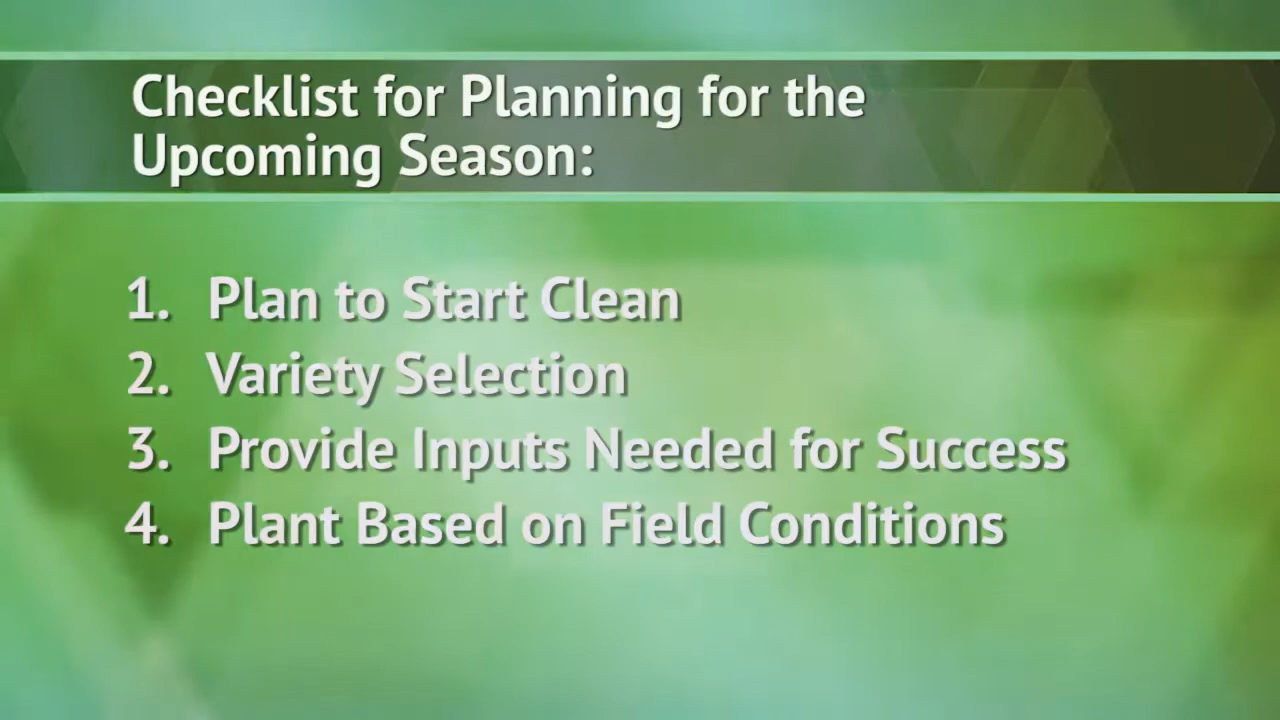 Checklist for Planning for the
Upcoming Season:
1. Plan to Start Clean
2. Variety Selection
3. Provide Inputs Needed for Success
4. Plant Based on Field Conditions